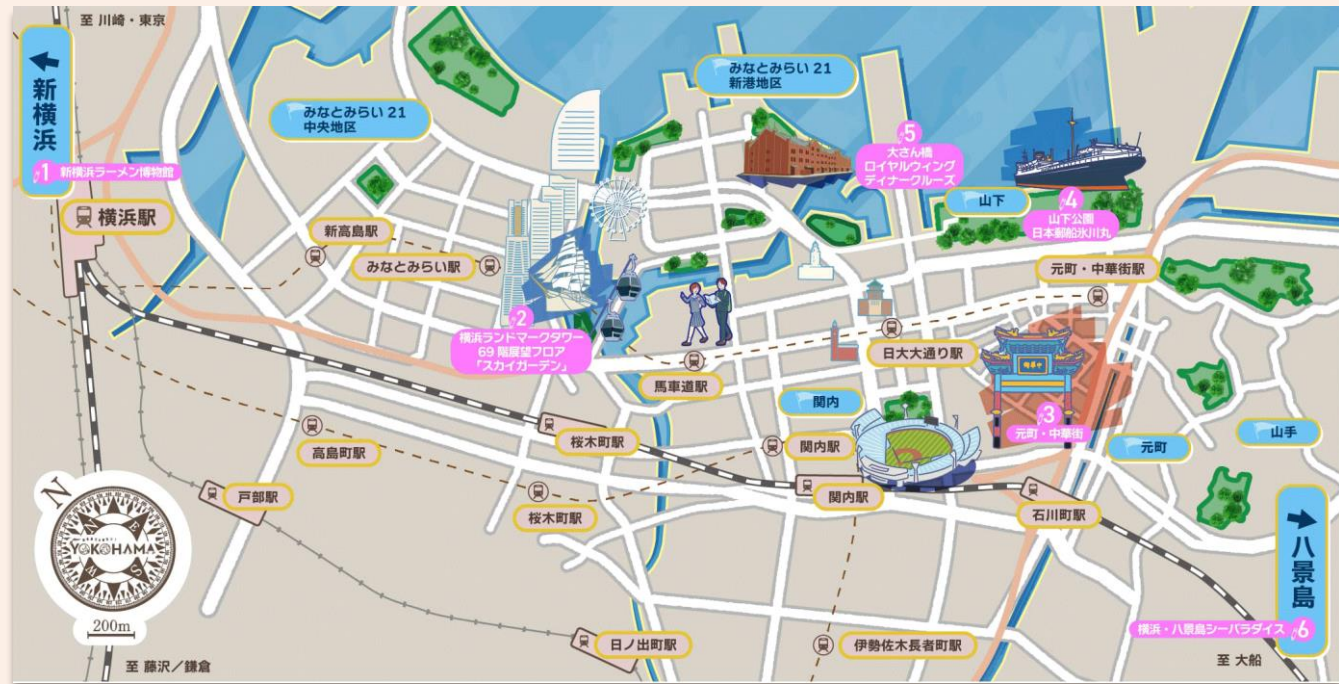 至 川崎・東京
新横浜
1 新横浜ラーメン博物館
横浜駅
みなとみらい 21
中央地区
みなとみらい 21
新港地区
5
大さん橋
ロイヤルウィング
ディナークルーズ
山下
4
山下公園
日本郵船氷川丸
新高島駅
みなとみらい駅
元町・中華街駅
2
横浜ランドマークタワー
69 階展望フロア
「スカイガーデン」
馬車道駅
日大大通り駅
中華街
3
元町・中華街
関内
元町
山手
桜木町駅
関内駅
高島町駅
戸部駅
桜木町駅
関内駅
石川町駅
八景島
N
N
E
S
W
YOKOHAMA
200m
日ノ出町駅
伊勢佐木長者町駅
横浜・八景島シーパラダイス 6
至 藤沢／鎌倉
至 大船